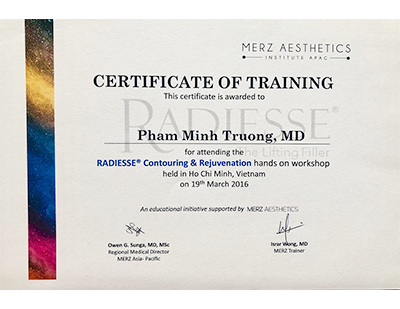 MERZ AESTHETICS
INSTITUTE APAC
CERTIFICATE OF TRAINING
This certificate is awarded to
RADIESSE®
Pham Minh Truong, MD
The Lifting Filler
for attending the
RADIESSE® Contouring & Rejuvenation hands on workshop
held in Ho Chi Minh, Vietnam
on 19th March 2016
An educational initiative supported by MERZ AESTHETICS
Owen G. Sunga, MD, MSc
Regional Medical Director
MERZ Asia- Pacific
Israr Wong, MD
MERZ Trainer